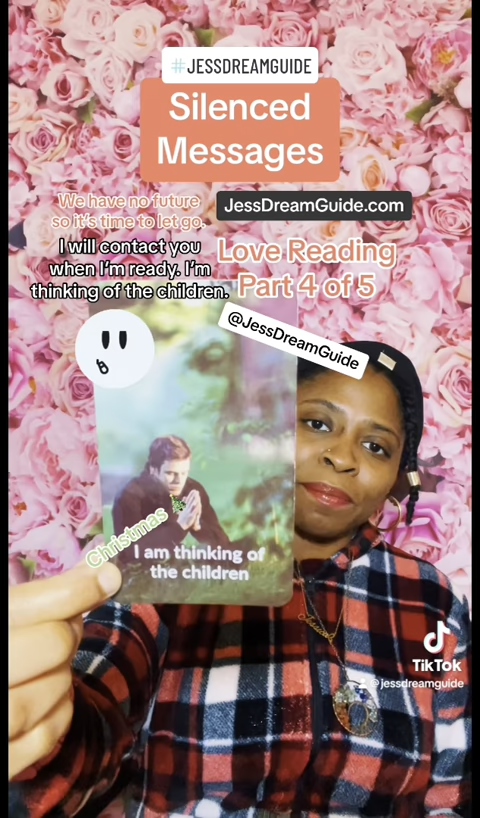 #JESSDREAMGUIDE
Silenced
Messages
We have no future
so it's time to let go.
JessDreamGuide.com
I will contact you
when I'm ready. I'm
thinking of the children.
Love Reading
Part 4 of 5
@JessDreamGuide
Christmas
I am thinking of
the children
Jessica
TikTok
@jessdreamguide